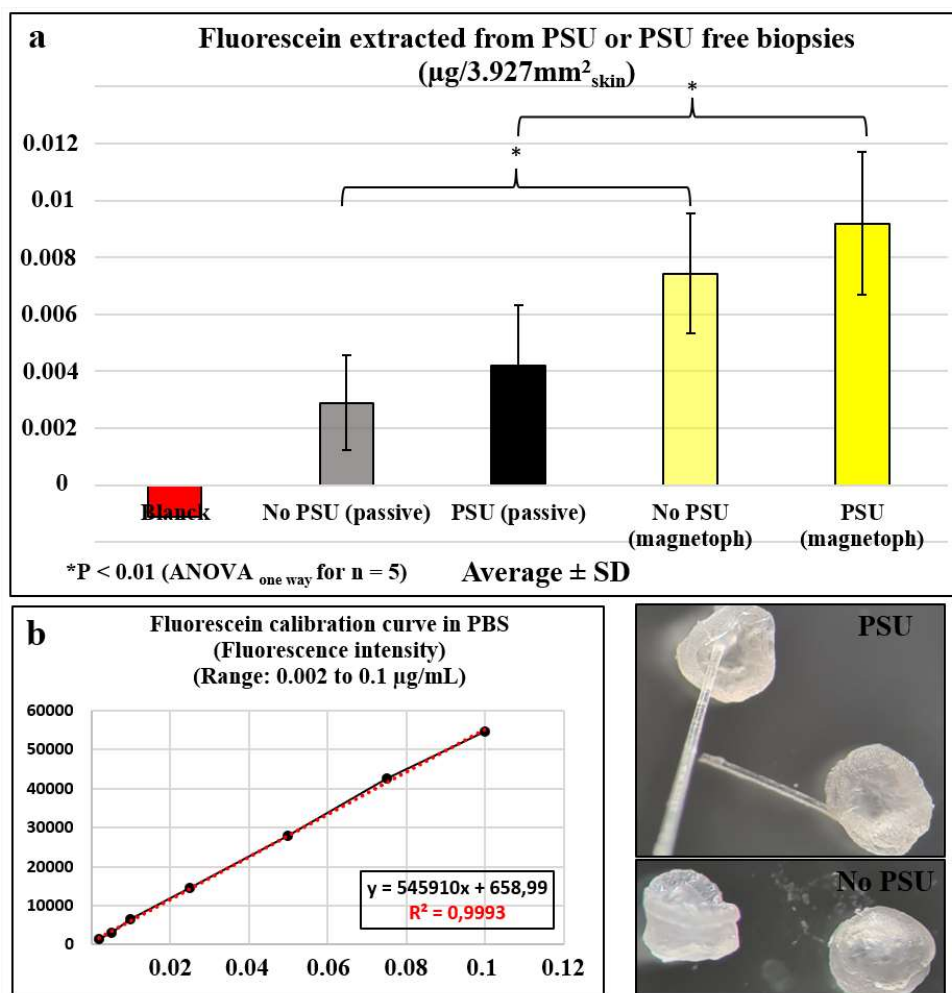 a
Fluorescein extracted from PSU or PSU free biopsies
(µg/3.927mm²skin)
*
*
0.012
0.01
0.008
0.006
0.004
0.002
0
Blanck
No PSU (passive)
PSU (passive)
No PSU
(magnetoph)
PSU
(magnetoph)
*P < 0.01 (ANOVA one way for n = 5)
Average ± SD
b
Fluorescein calibration curve in PBS
(Fluorescence intensity)
(Range: 0.002 to 0.1 µg/mL)
60000
50000
40000
30000
20000
10000
0
y = 545910x + 658,99
R² = 0,9993
0.02
0.04
0.06
0.08
0.1
0.12
PSU
No PSU